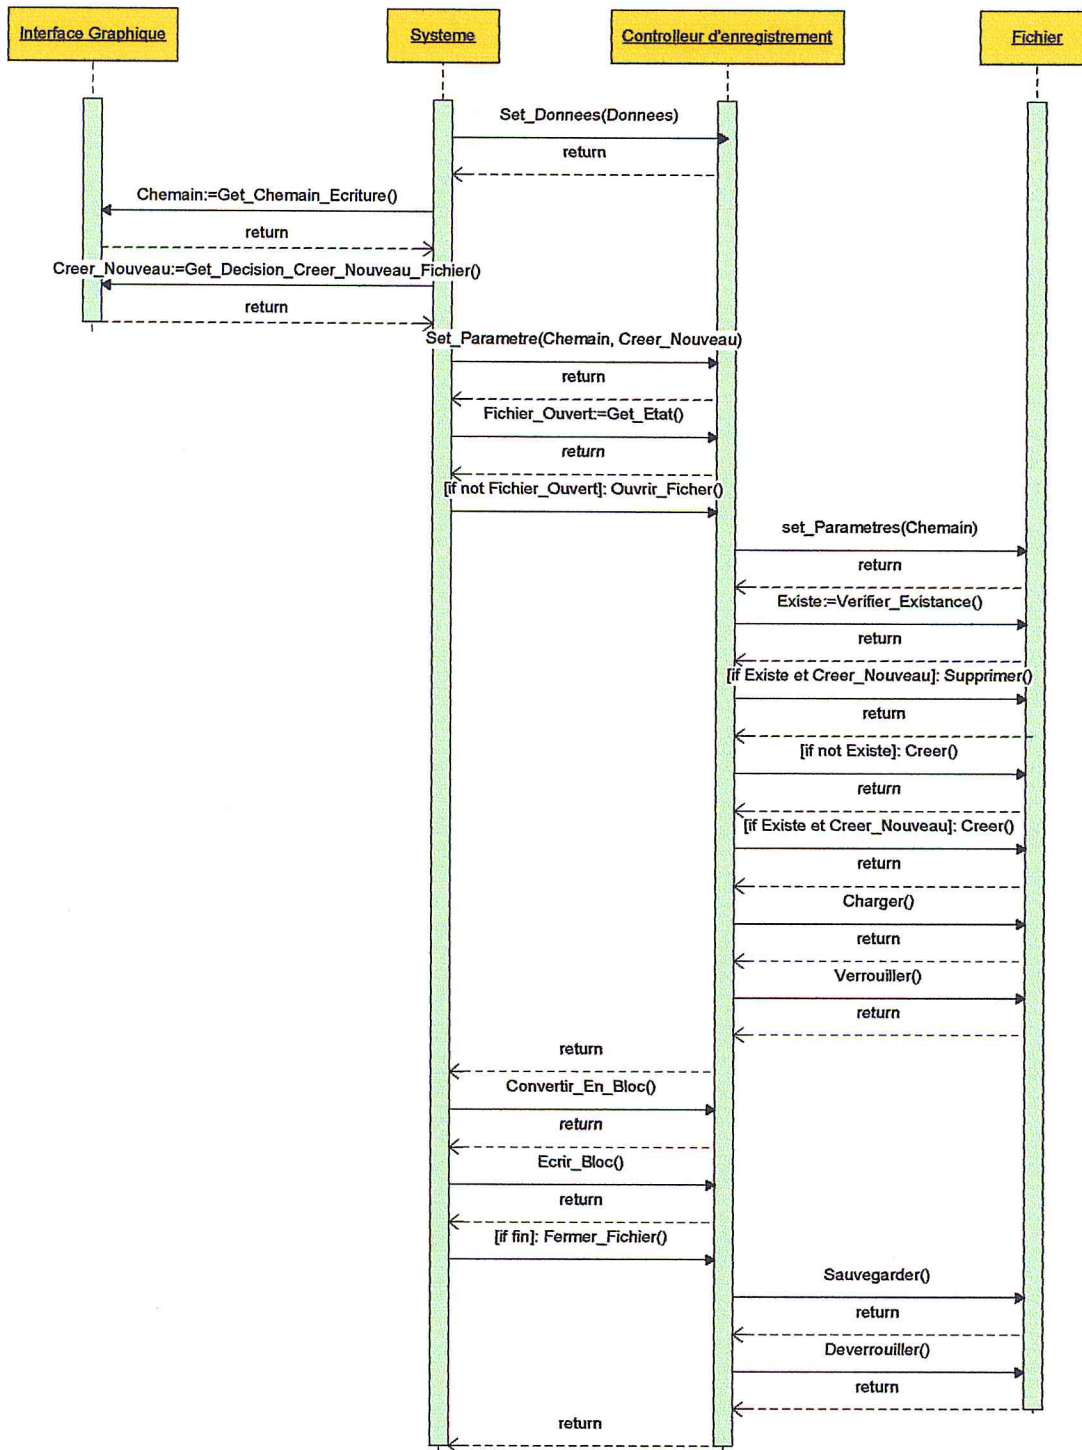 Interface Graphique
Systeme
Controlleur d'enregistrement
Fichier
Set_Donnees(Donnees)
return
Chemain:=Get_Chemain_Ecriture()
return
Creer_Nouveau:=Get_Decision_Creer_Nouveau_Fichier()
return
Set_Parametre(Chemain, Creer_Nouveau)
return
Fichier_Ouvert:=Get_Etat()
return
[if not Fichier_Ouvert]: Ouvrir_Ficher()
set_Parametres(Chemain)
return
Existe:=Verifier_Existance()
return
[if Existe et Creer_Nouveau]: Supprimer()
return
[if not Existe]: Creer()
return
[if Existe et Creer_Nouveau]: Creer()
return
Charger()
return
Verrouiller()
return
return
Convertir_En_Bloc()
return
Ecrir_Bloc()
return
[if fin]: Fermer_Fichier()
Sauvegarder()
return
Deverrouiller()
return
return